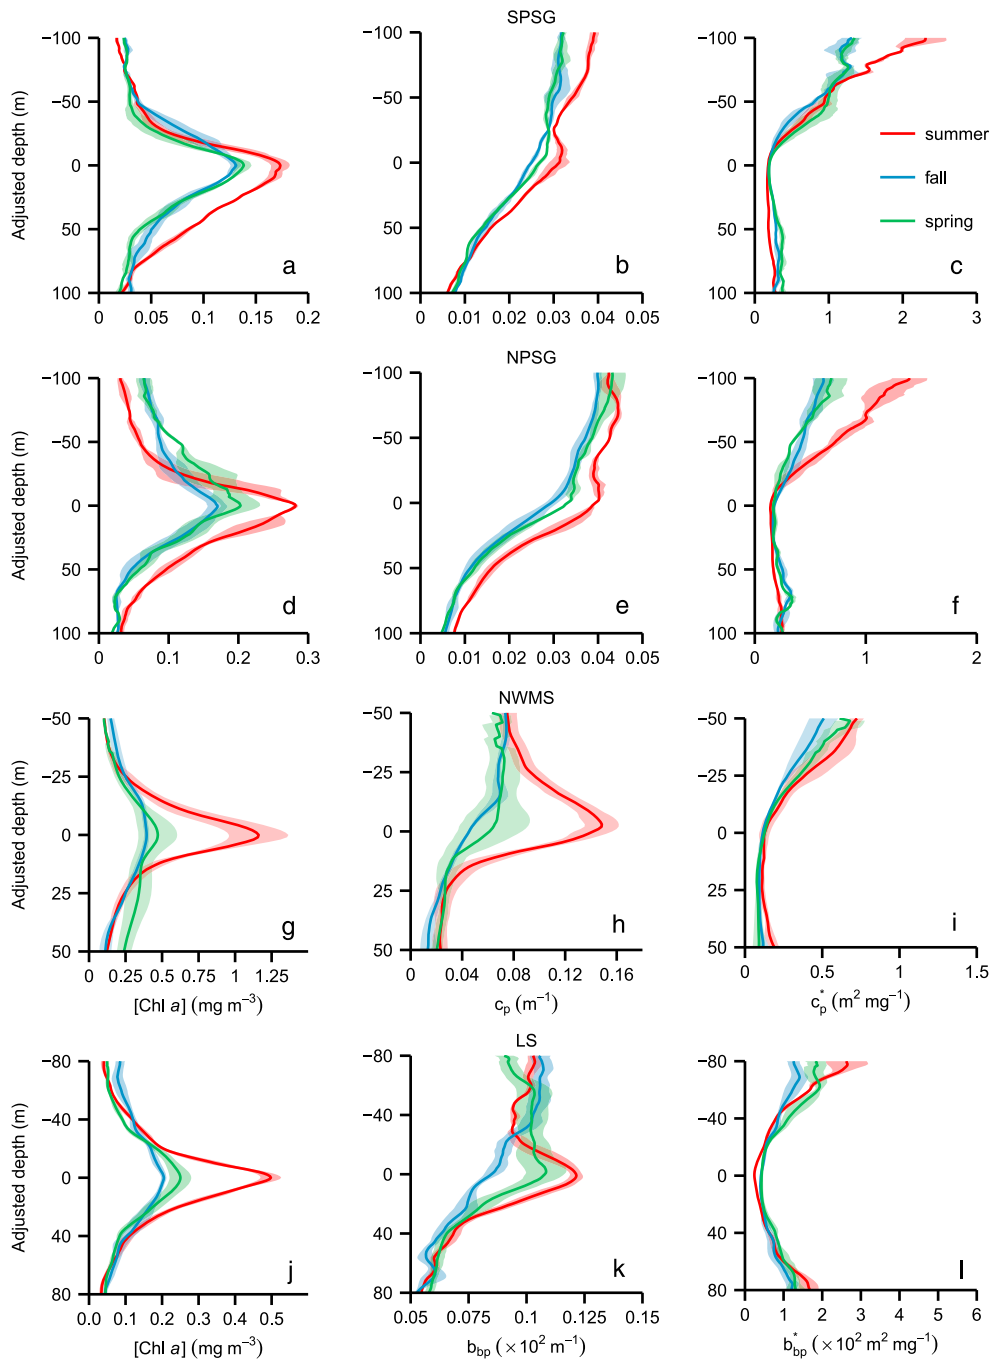 SPSG
−100 −100 −100
−50 −50 −50
summer
0 0 0
fall
spring
50 50 50
a b c
100 100 100
Adjusted depth (m)
0 0.05 0.1 0.15 0.2 0 0.01 0.02 0.03 0.04 0.05 0 1 2 3
NPSG
−100 −100 −100
−50 −50 −50
0 0 0
50 50 50
d e f
100 100 100
Adjusted depth (m)
0 0.1 0.2 0.3 0 0.01 0.02 0.03 0.04 0.05 0 1 2
NWMS
−50 −50 −50
−25 −25 −25
0 0 0
25 25 25
g h i
50 50 50
Adjusted depth (m)
0 0.25 0.5 0.75 1 1.25 0 0.04 0.08 0.12 0.16 0 0.5 1 1.5
[Chl a] (mg m−3) cp (m−1) cp* (m2 mg−1)
LS
−80 −80 −80
−40 −40 −40
0 0 0
40 40 40
j k l
80 80 80
Adjusted depth (m)
0.0 0.1 0.2 0.3 0.4 0.5 0.05 0.075 0.1 0.125 0.15 0 1 2 3 4 5 6
[Chl a] (mg m−3) bbp (×102 m−1) bbp* (×102 m2 mg−1)